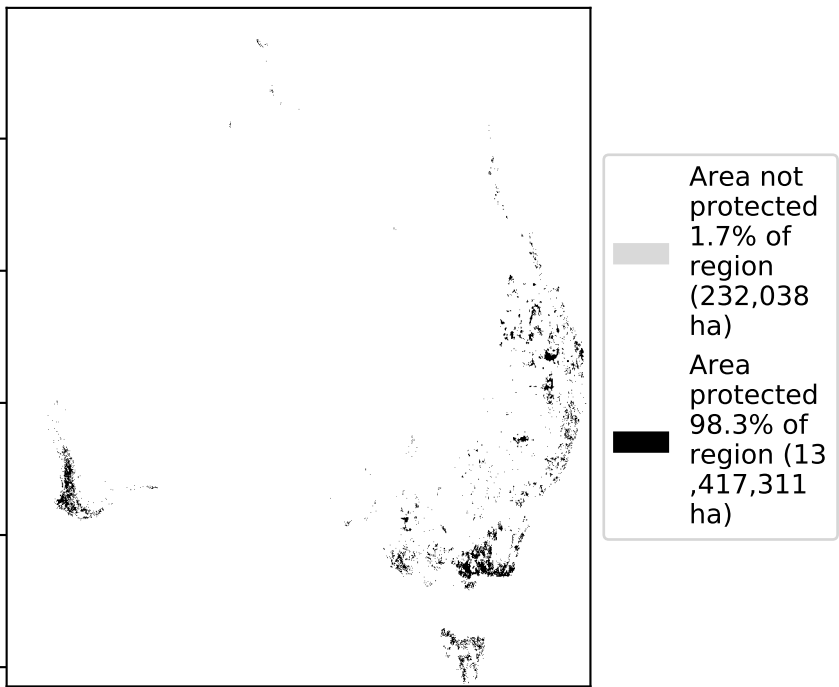 Area not
protected
1.7% of
region
(232,038
ha)
Area
protected
98.3% of
region (13
,417,311
ha)